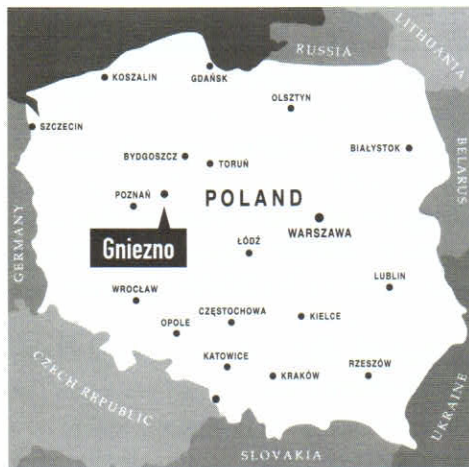 LITHUANIA
RUSSIA
KOSZALIN
GDAŃSK
OLSZTYN
SZCZECIN
BIAŁYSTOK
BYDGOSZCZ
TORUŃ
BELARUS
POZNAŃ
POLAND
WARSZAWA
Gniezno
GERMANY
ŁÓDŹ
LUBLIN
WROCŁAW
CZĘSTOCHOWA
KIELCE
OPOLE
KATOWICE
KRAKÓW
RZESZÓW
CZECH REPUBLIC
UKRAINE
SLOVAKIA